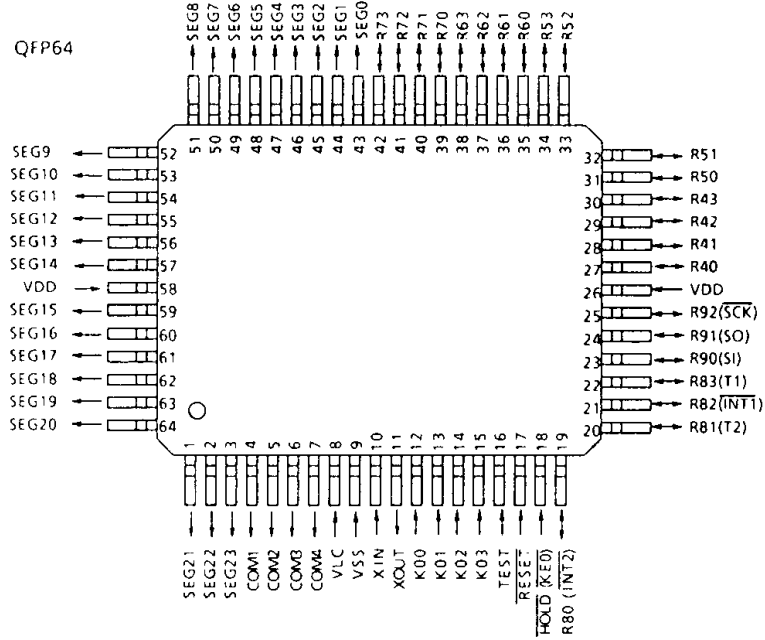 QFP64
SEG8 SEG7 SEG6 SEG5 SEG4 SEG3 SEG2 SEG1 SEG0 R73 R72 R71 R70 R63 R62 R61 R60 R53 R52
51 50 49 48 47 46 45 44 43 42 41 40 39 38 37 36 35 34 33
SEG9 52
SEG10 53
SEG11 54
SEG12 55
SEG13 56
SEG14 57
VDD 58
SEG15 59
SEG16 60
SEG17 61
SEG18 62
SEG19 63
SEG20 64
32 R51
31 R50
30 R43
29 R42
28 R41
27 R40
26 VDD
25 R92(SCK)
24 R91(SO)
23 R90(SI)
22 R83(T1)
21 R82(INT1)
20 R81(T2)
1 2 3 4 5 6 7 8 9 10 11 12 13 14 15 16 17 18 19
SEG21 SEG22 SEG23 COM1 COM2 COM3 COM4 VLC VSS XIN XOUT K00 K01 K02 K03 TEST RESET HOLD (KE0) R80 (INT2)